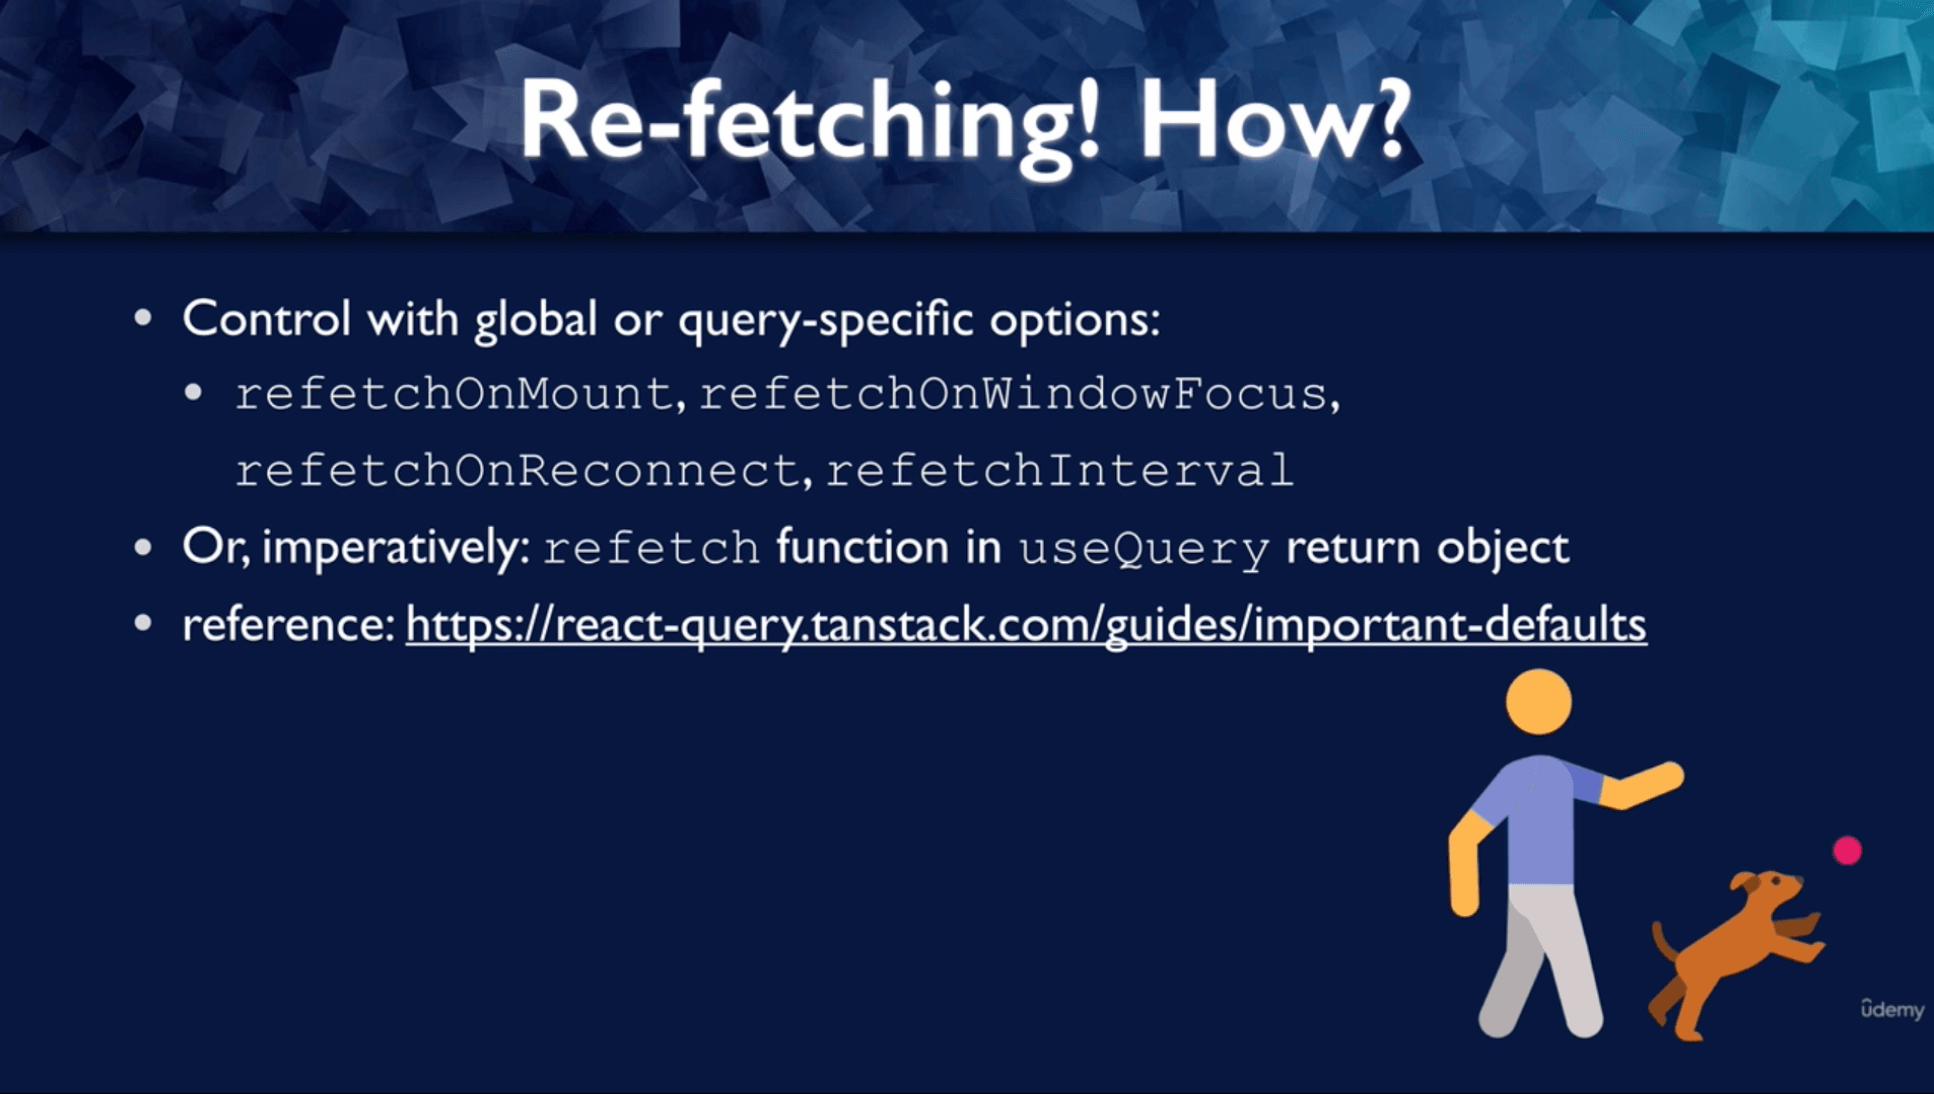 Re-fetching! How?
• Control with global or query-specific options:
• refetchOnMount, refetchOnWindowFocus,
refetchOnReconnect, refetchInterval
• Or, imperatively: refetch function in useQuery return object
• reference: https://react-query.tanstack.com/guides/important-defaults
ûdemy